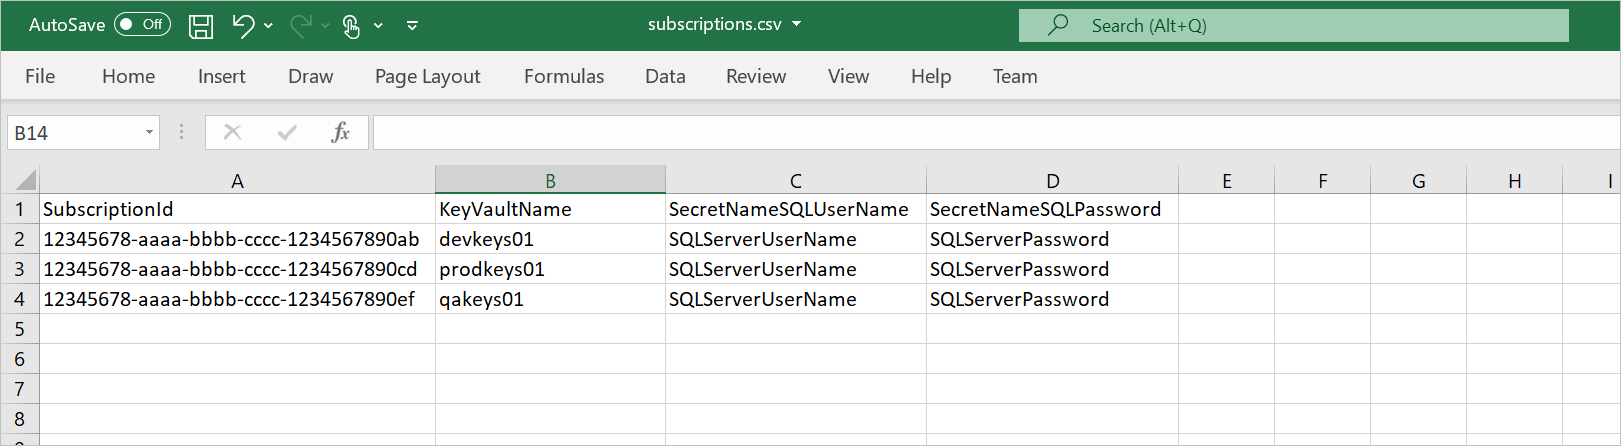 AutoSave Off subscriptions.csv Search (Alt+Q)
File Home Insert Draw Page Layout Formulas Data Review View Help Team
B14 fx
A B C D E F G H I
1 SubscriptionId KeyVaultName SecretNameSQLUserName SecretNameSQLPassword
2 12345678-aaaa-bbbb-cccc-1234567890ab devkeys01 SQLServerUserName SQLServerPassword
3 12345678-aaaa-bbbb-cccc-1234567890cd prodkeys01 SQLServerUserName SQLServerPassword
4 12345678-aaaa-bbbb-cccc-1234567890ef qakeys01 SQLServerUserName SQLServerPassword
5
6
7
8